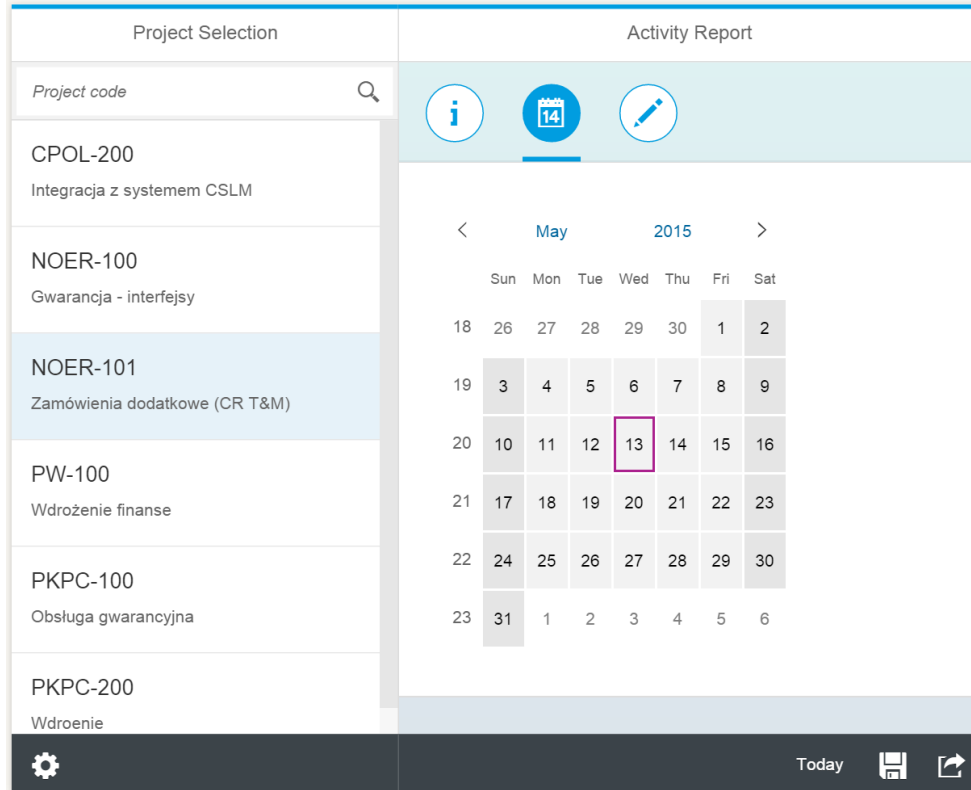 Project Selection
Activity Report
Project code
CPOL-200
Integracja z systemem CSLM
NOER-100
Gwarancja - interfejsy
NOER-101
Zamówienia dodatkowe (CR T&M)
PW-100
Wdrożenie finanse
PKPC-100
Obsługa gwarancyjna
PKPC-200
Wdroenie
14
May 2015
Sun Mon Tue Wed Thu Fri Sat
18 26 27 28 29 30 1 2
19 3 4 5 6 7 8 9
20 10 11 12 13 14 15 16
21 17 18 19 20 21 22 23
22 24 25 26 27 28 29 30
23 31 1 2 3 4 5 6
Today